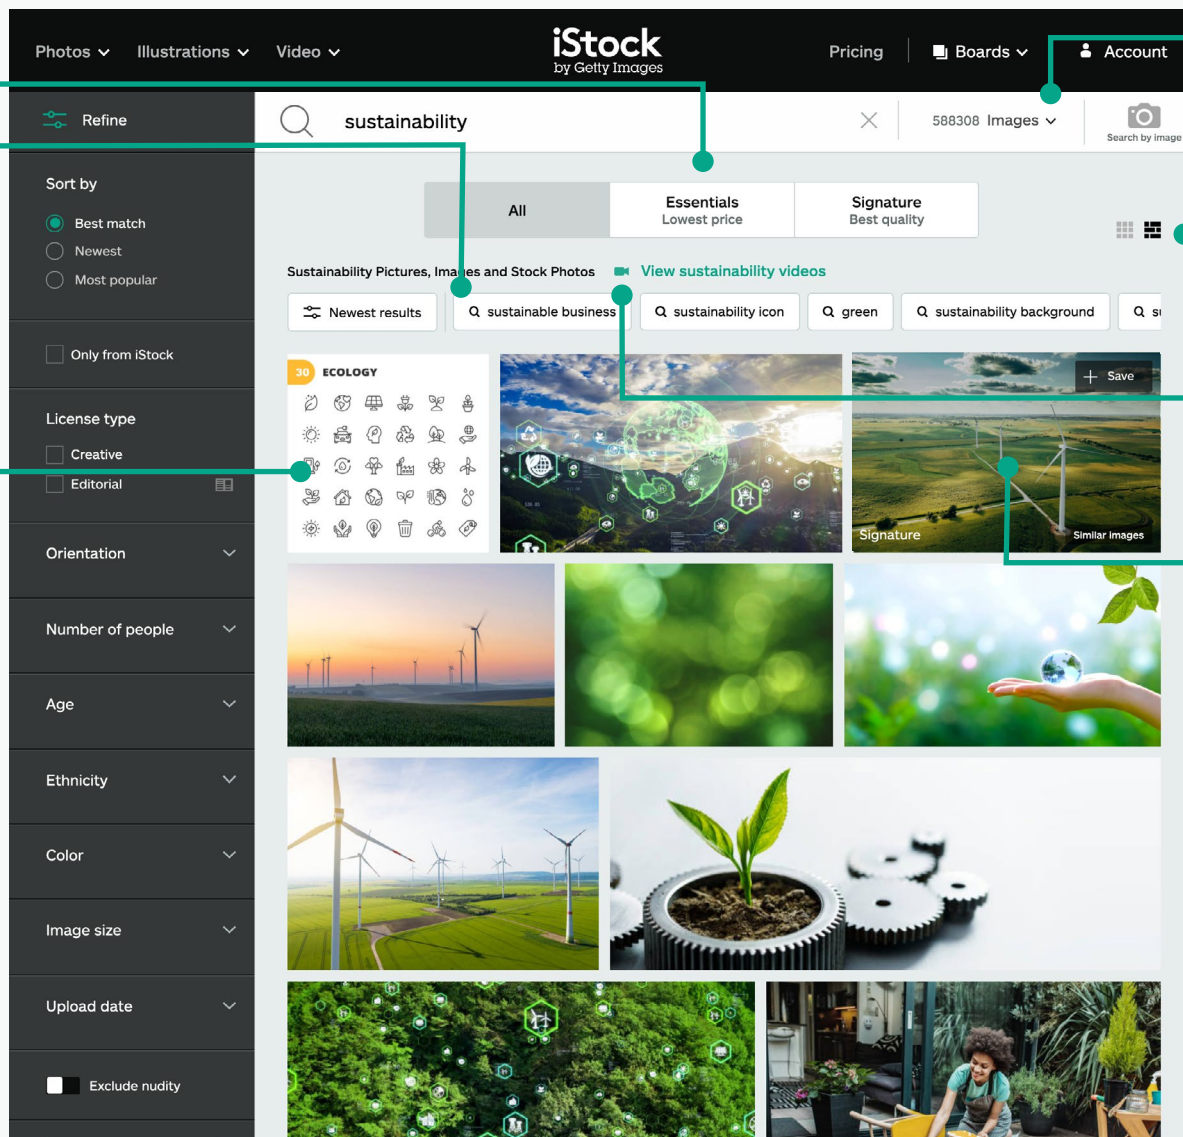 Photos
Illustrations
Video
iStock
by Getty Images
Pricing
Boards
Account
Refine
sustainability
588308 Images
Search by image
Sort by
Best match
Newest
Most popular
Only from iStock
License type
Creative
Editorial
Orientation
Number of people
Age
Ethnicity
Color
Image size
Upload date
Exclude nudity
All
Essentials
Lowest price
Signature
Best quality
Sustainability Pictures, Images and Stock Photos
View sustainability videos
Newest results
sustainable business
sustainability icon
green
sustainability background
30 ECOLOGY
Save
Signature
Similar images